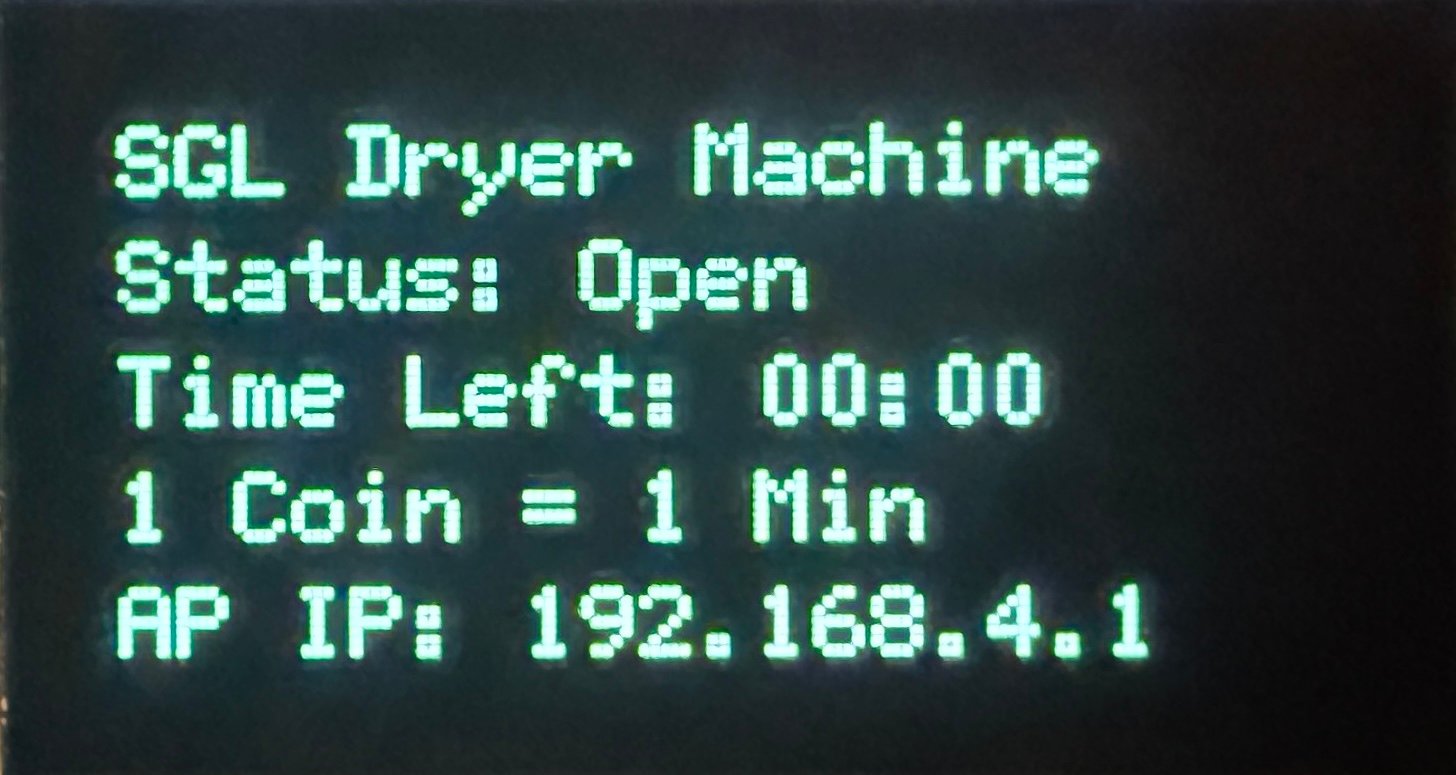 SGL Dryer Machine
Status: Open
Time Left: 00:00
1 Coin = 1 Min
AP IP: 192.168.4.1